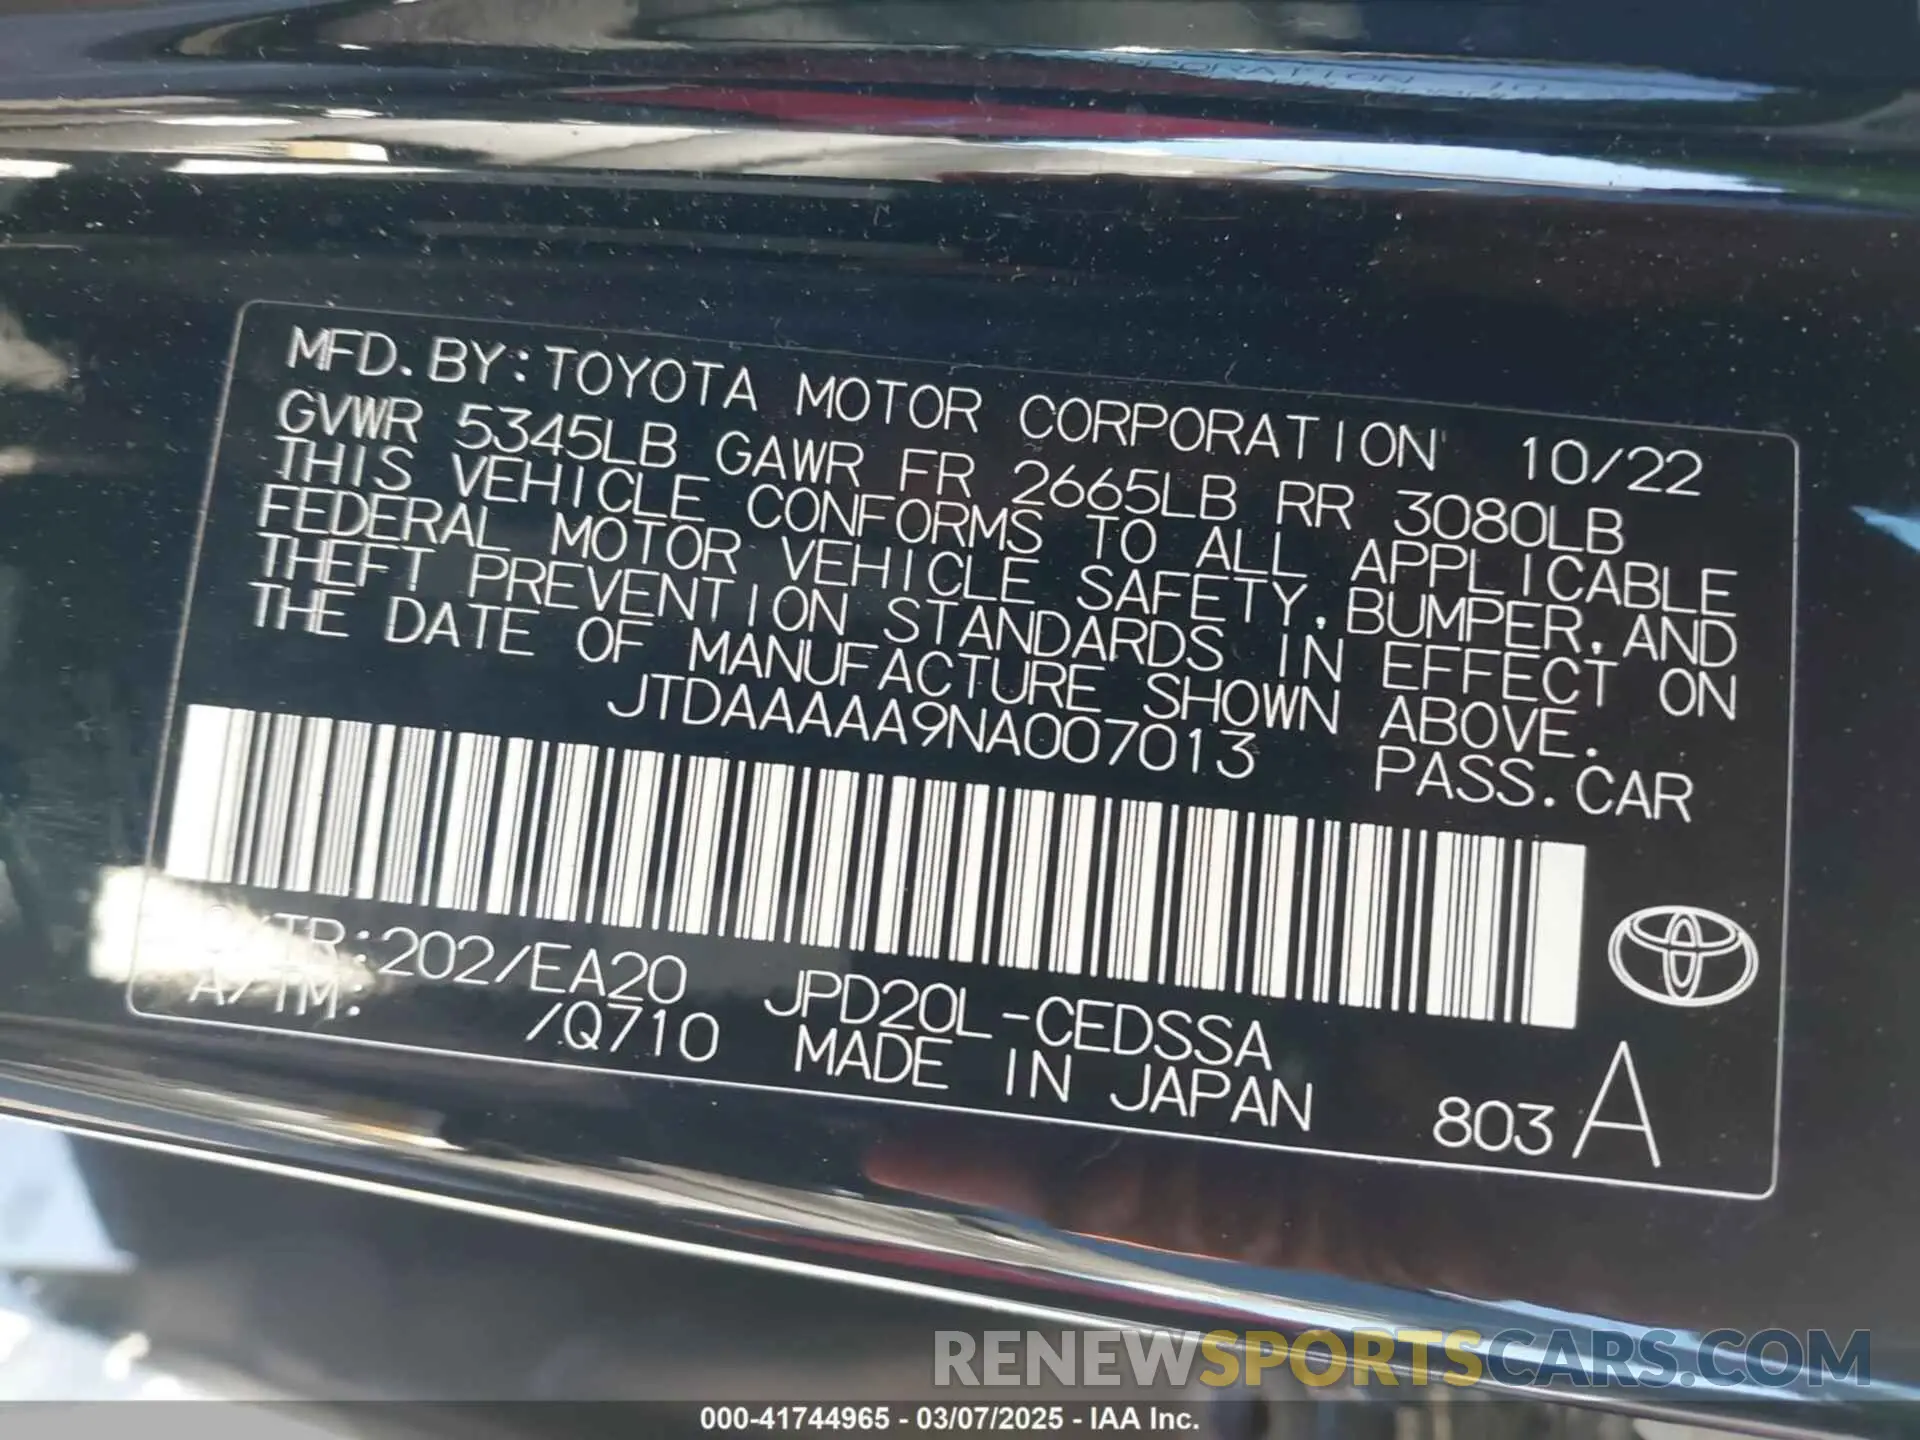 MFD.BY:TOYOTA MOTOR CORPORATION 10/22
GVWR 5345LB GAWR FR 2665LB RR 3080LB
THIS VEHICLE CONFORMS TO ALL APPLICABLE
FEDERAL MOTOR VEHICLE SAFETY,BUMPER,AND
THEFT PREVENTION STANDARDS IN EFFECT ON
THE DATE OF MANUFACTURE SHOWN ABOVE.
JTDAAAAA9NA007013 PASS.CAR
C/TR:202/EA20 JPD20L-CEDSSA
A/TM: /Q710 MADE IN JAPAN 803 A
RENEWSPORTSCARS.COM
000-41744965 - 03/07/2025 - IAA Inc.